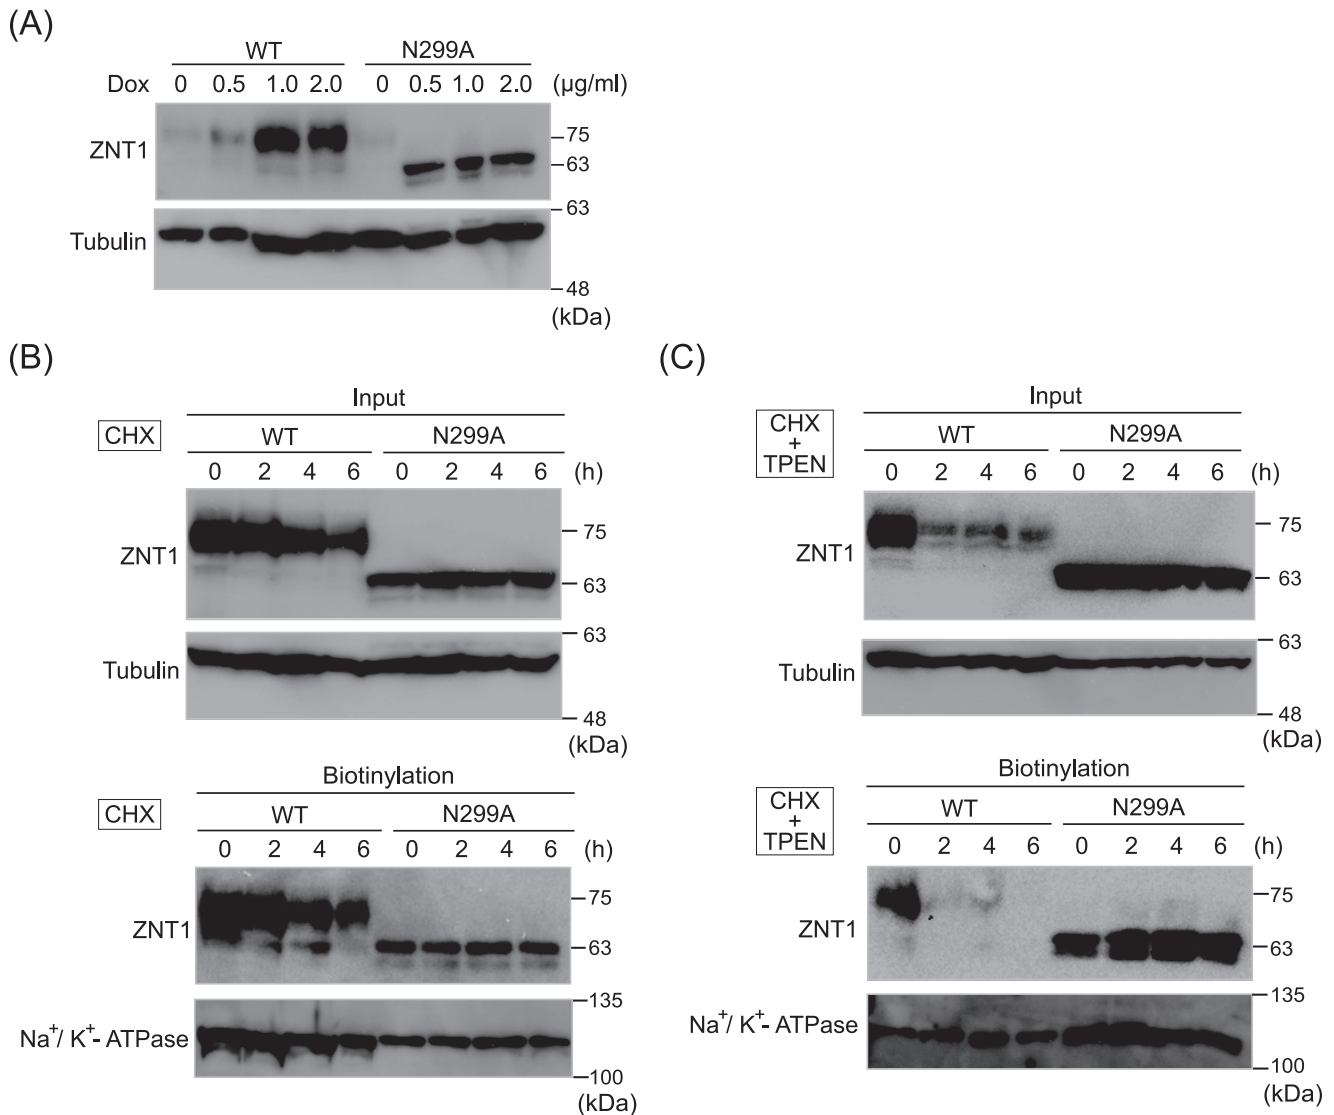 (A)
WT N299A
Dox 0 0.5 1.0 2.0 0 0.5 1.0 2.0 (µg/ml)
ZNT1
75
63
Tubulin
63
48
(kDa)
(B)
Input
CHX
WT N299A
0 2 4 6 0 2 4 6 (h)
ZNT1
75
63
Tubulin
63
48
(kDa)
Biotinylation
CHX
WT N299A
0 2 4 6 0 2 4 6 (h)
ZNT1
75
63
Na+/ K+- ATPase
135
100
(kDa)
(C)
Input
CHX
+
TPEN
WT N299A
0 2 4 6 0 2 4 6 (h)
ZNT1
75
63
Tubulin
63
48
(kDa)
Biotinylation
CHX
+
TPEN
WT N299A
0 2 4 6 0 2 4 6 (h)
ZNT1
75
63
Na+/ K+- ATPase
135
100
(kDa)